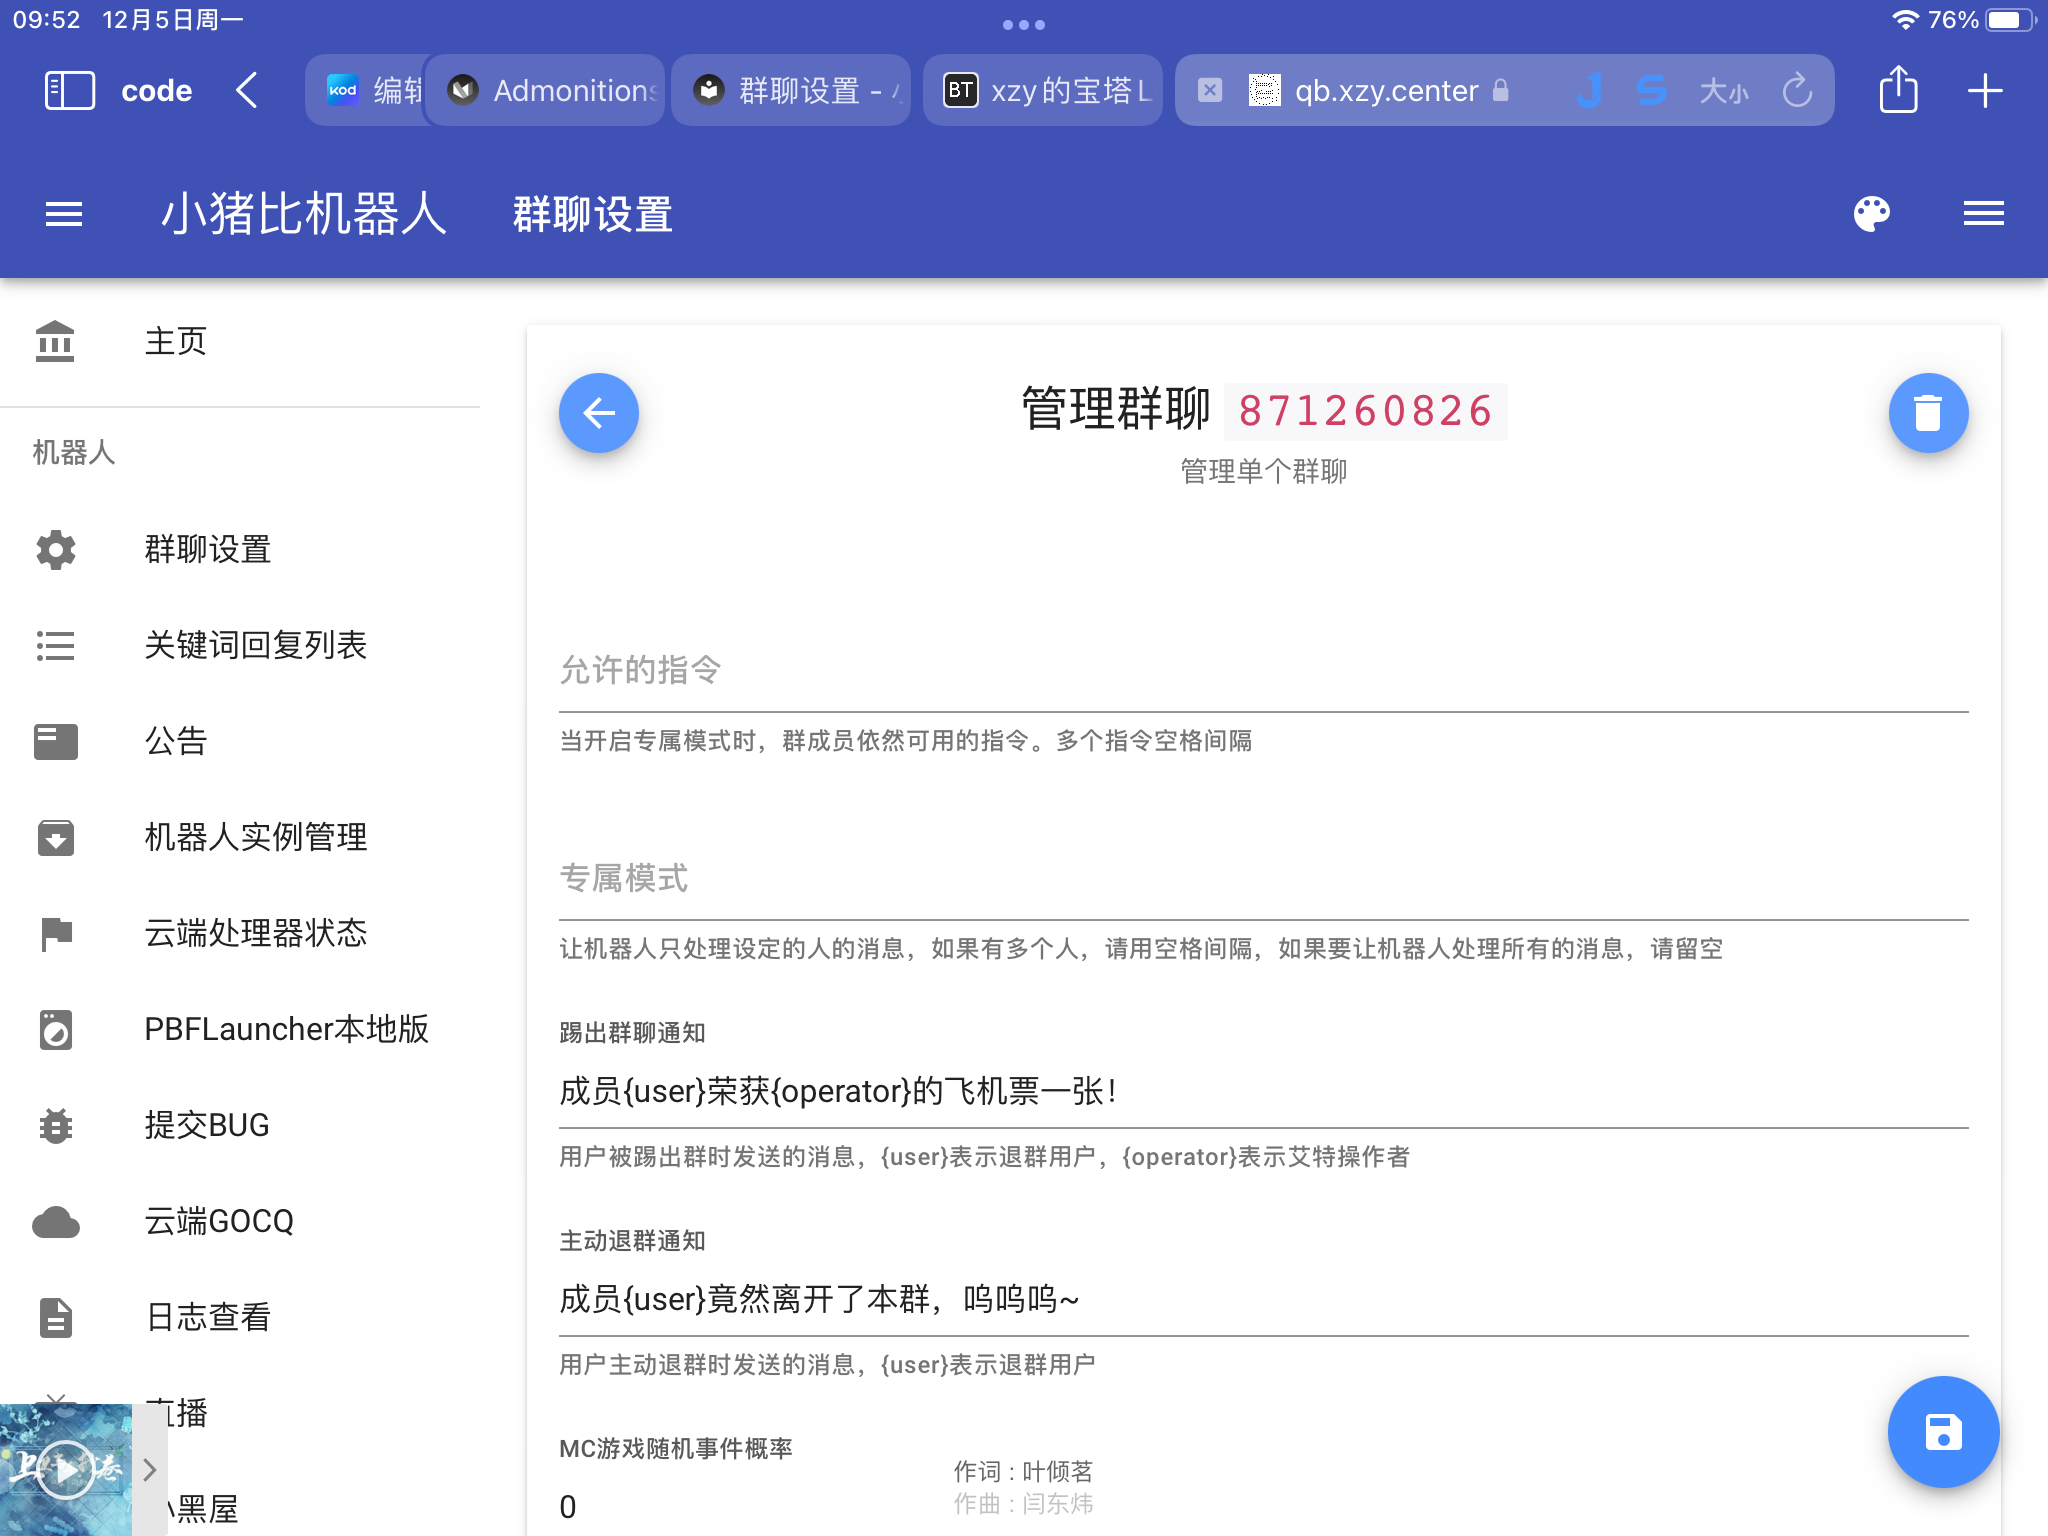 09:52 12月5日周一
76%
code
编辑
Admonitions
群聊设置 -
xzy的宝塔L
qb.xzy.center
大小
小猪比机器人 群聊设置
主页
机器人
群聊设置
关键词回复列表
公告
机器人实例管理
云端处理器状态
PBFLauncher本地版
提交BUG
云端GOCQ
日志查看
直播
小黑屋
管理群聊 871260826
管理单个群聊
允许的指令
当开启专属模式时，群成员依然可用的指令。多个指令空格间隔
专属模式
让机器人只处理设定的人的消息，如果有多个人，请用空格间隔，如果要让机器人处理所有的消息，请留空
踢出群聊通知
成员{user}荣获{operator}的飞机票一张！
用户被踢出群时发送的消息，{user}表示退群用户，{operator}表示艾特操作者
主动退群通知
成员{user}竟然离开了本群，呜呜呜~
用户主动退群时发送的消息，{user}表示退群用户
MC游戏随机事件概率
0
作词 : 叶倾茗
作曲 : 闫东炜